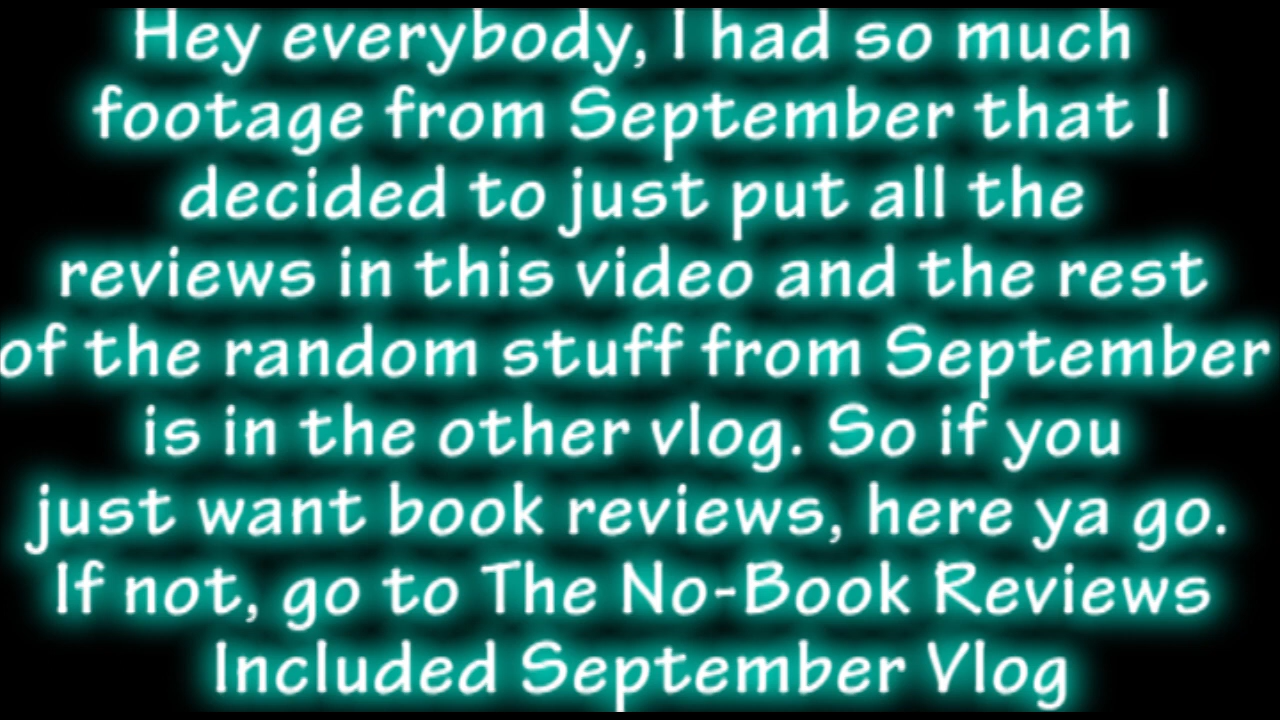 Hey everybody, I had so much
footage from September that I
decided to just put all the
reviews in this video and the rest
of the random stuff from September
is in the other vlog. So if you
just want book reviews, here ya go.
If not, go to The No-Book Reviews
Included September Vlog